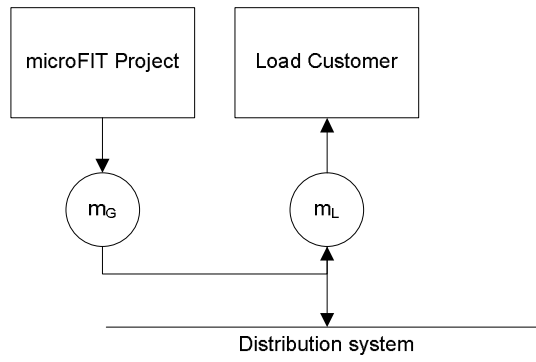 microFIT Project
Load Customer
mG
mL
Distribution system